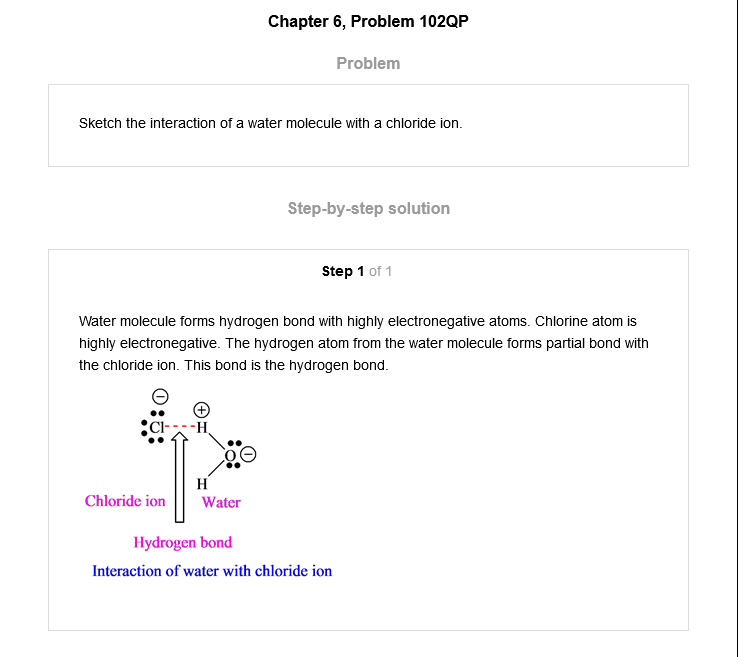 Chapter 6, Problem 102QP
Problem
Sketch the interaction of a water molecule with a chloride ion.
Step-by-step solution
Step 1 of 1
Water molecule forms hydrogen bond with highly electronegative atoms. Chlorine atom is
highly electronegative. The hydrogen atom from the water molecule forms partial bond with
the chloride ion. This bond is the hydrogen bond.
Cl
H
O
H
Chloride ion
Water
Hydrogen bond
Interaction of water with chloride ion